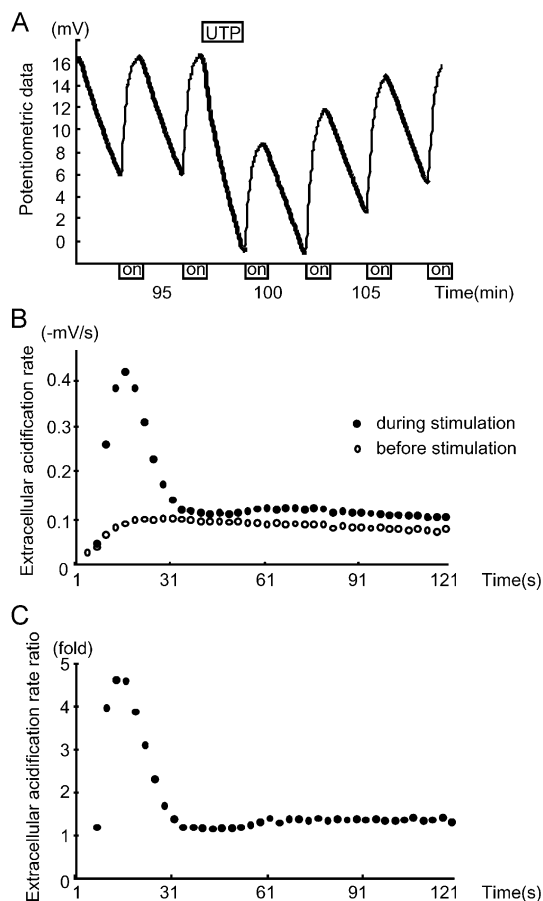 A
(mV)
UTP
Potentiometric data
16
14
12
10
8
6
4
2
0
on
on
on
on
on
on
95
100
105
Time(min)
B
(-mV/s)
Extracellular acidification rate
0.4
0.3
0.2
0.1
0
during stimulation
before stimulation
1
31
61
91
121
Time(s)
C
(fold)
Extracellular acidification rate ratio
5
4
3
2
1
0
1
31
61
91
121
Time(s)